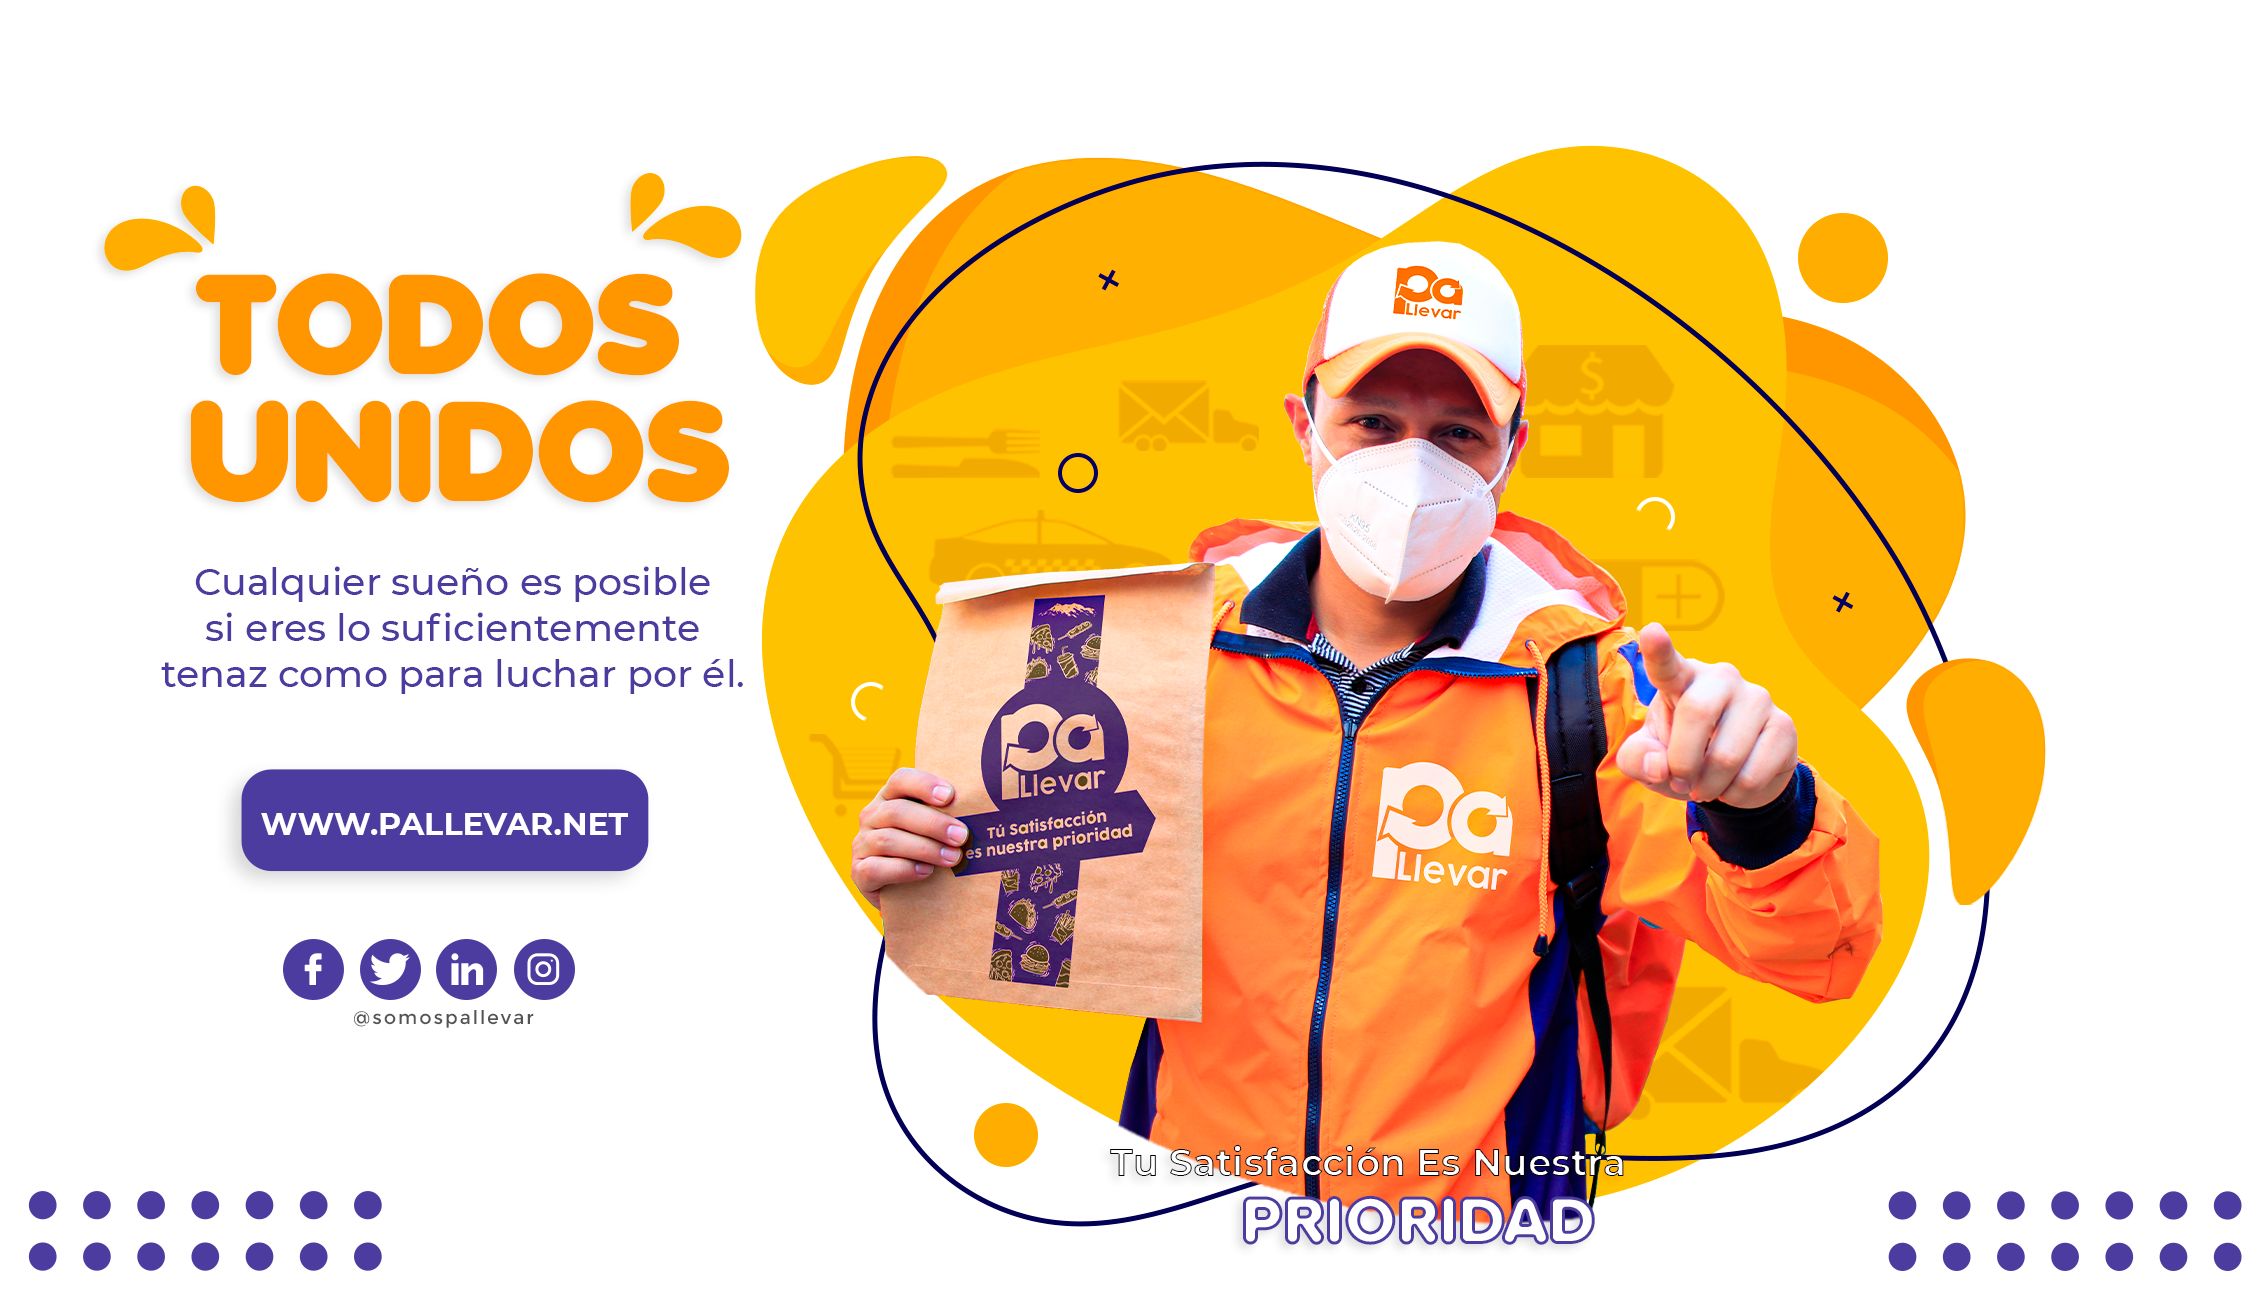 TODOS
UNIDOS
Cualquier sueño es posible
si eres lo suficientemente
tenaz como para luchar por él.
WWW.PALLEVAR.NET
@somospallevar
Pa
Llevar
KN95
Pa
Llevar
Tú Satisfacción
es nuestra prioridad
Pa
Llevar
Tu Satisfacción Es Nuestra
PRIORIDAD